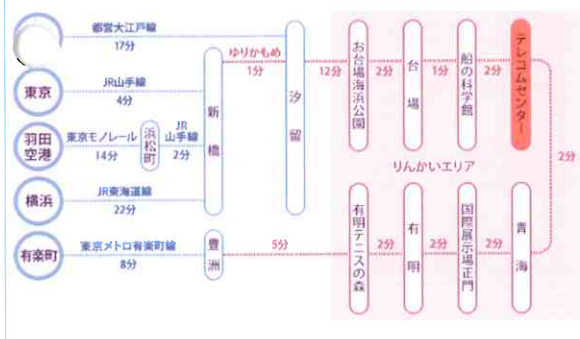 都営大江戸線
17分
東京
JR山手線
4分
羽田
空港
東京モノレール
14分
浜松町
JR
山手線
2分
横浜
JR東海道線
22分
有楽町
東京メトロ有楽町線
8分
新橋
豊洲
ゆりかもめ
1分
汐留
12分
お台場海浜公園
2分
台場
1分
船の科学館
2分
テレコムセンター
2分
りんかいエリア
5分
有明テニスの森
2分
有明
2分
国際展示場正門
2分
青海